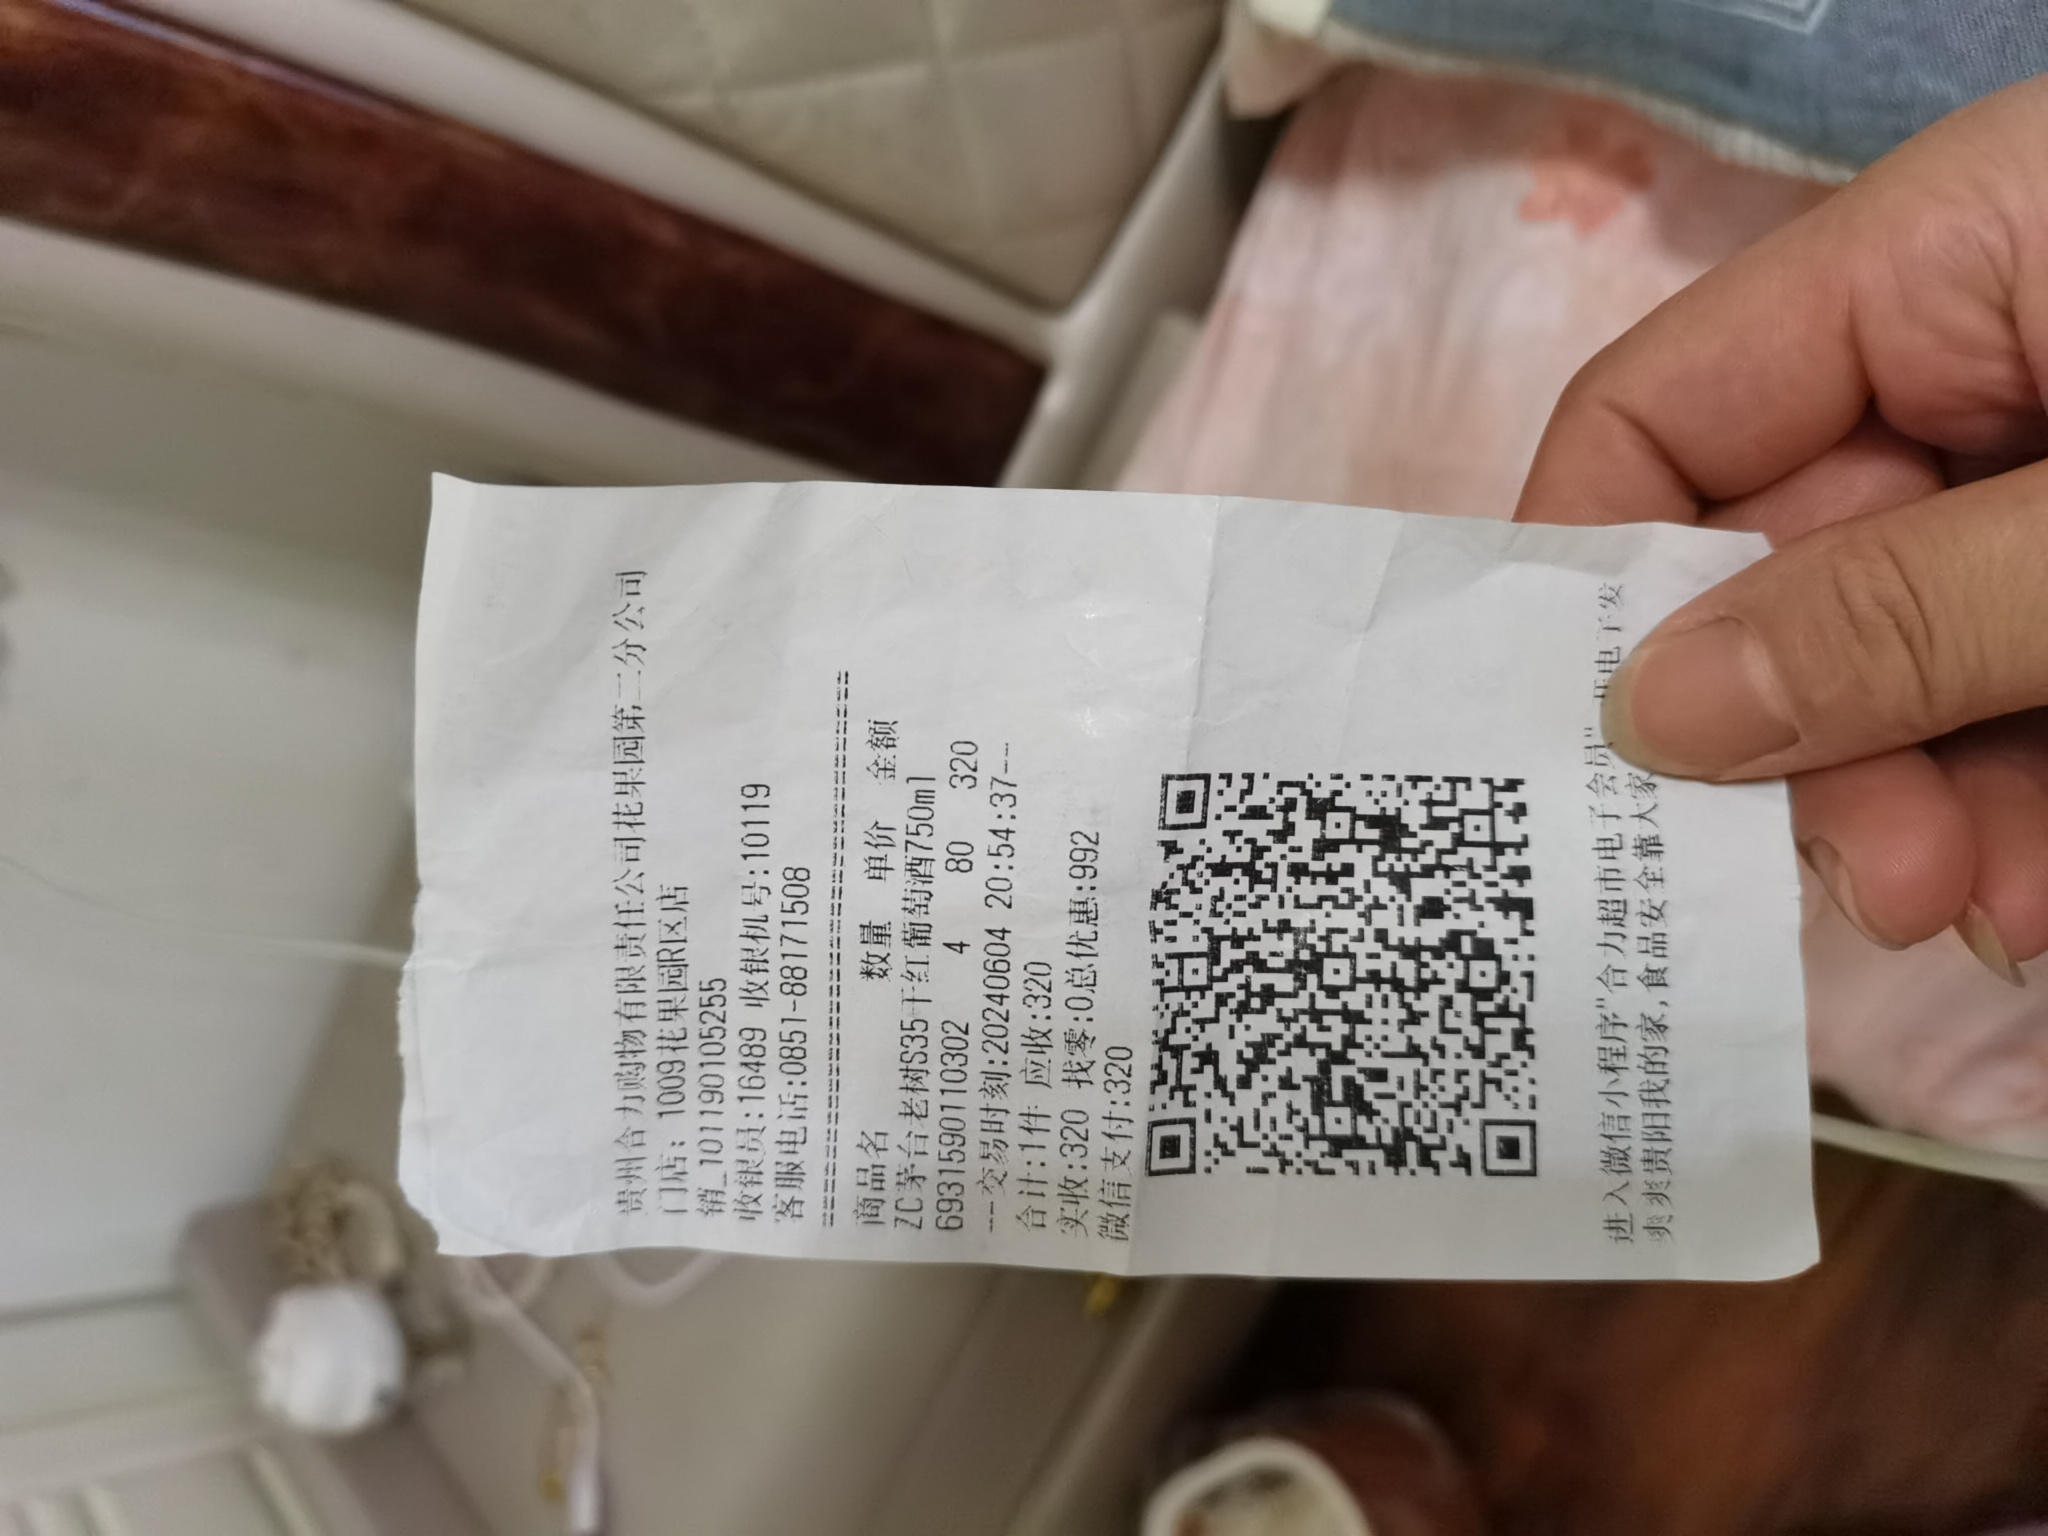 贵州合力购物有限责任公司花果园第二分公司
门店: 1009花果园R区店
销_101190105255
收银员:16489 收银机号:10119
客服电话:0851-88171508
商品名 数量 单价 金额
ZC茅台老树S35干红葡萄酒750ml
6931590110302 4 80 320
--交易时刻:20240604 20:54:37--
合计:1件 应收:320
实收:320 找零:0总优惠:992
微信支付:320
进入微信小程序"合力超市电子会员" 开电子发
爽爽贵阳我的家,食品安全靠大家